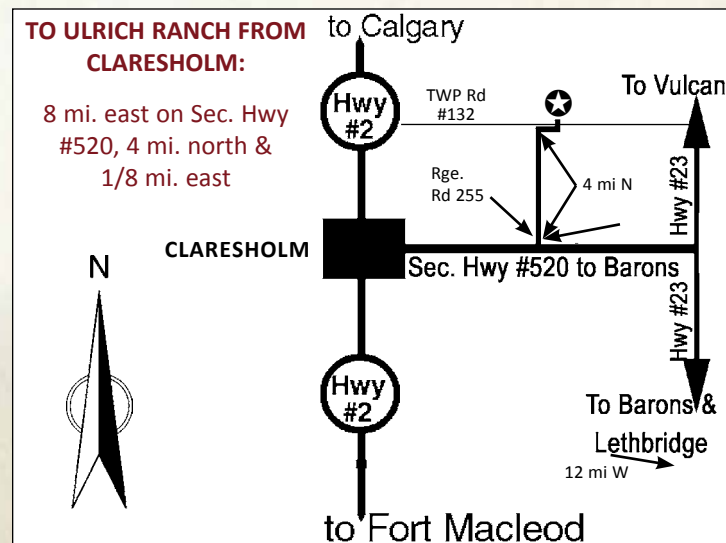 TO ULRICH RANCH FROM
CLARESHOLM:
8 mi. east on Sec. Hwy
#520, 4 mi. north &
1/8 mi. east
to Calgary
Hwy
#2
TWP Rd
#132
To Vulcan
Rge.
Rd 255
4 mi N
Hwy #23
CLARESHOLM
Sec. Hwy #520 to Barons
Hwy #23
N
Hwy
#2
To Barons &
Lethbridge
12 mi W
to Fort Macleod